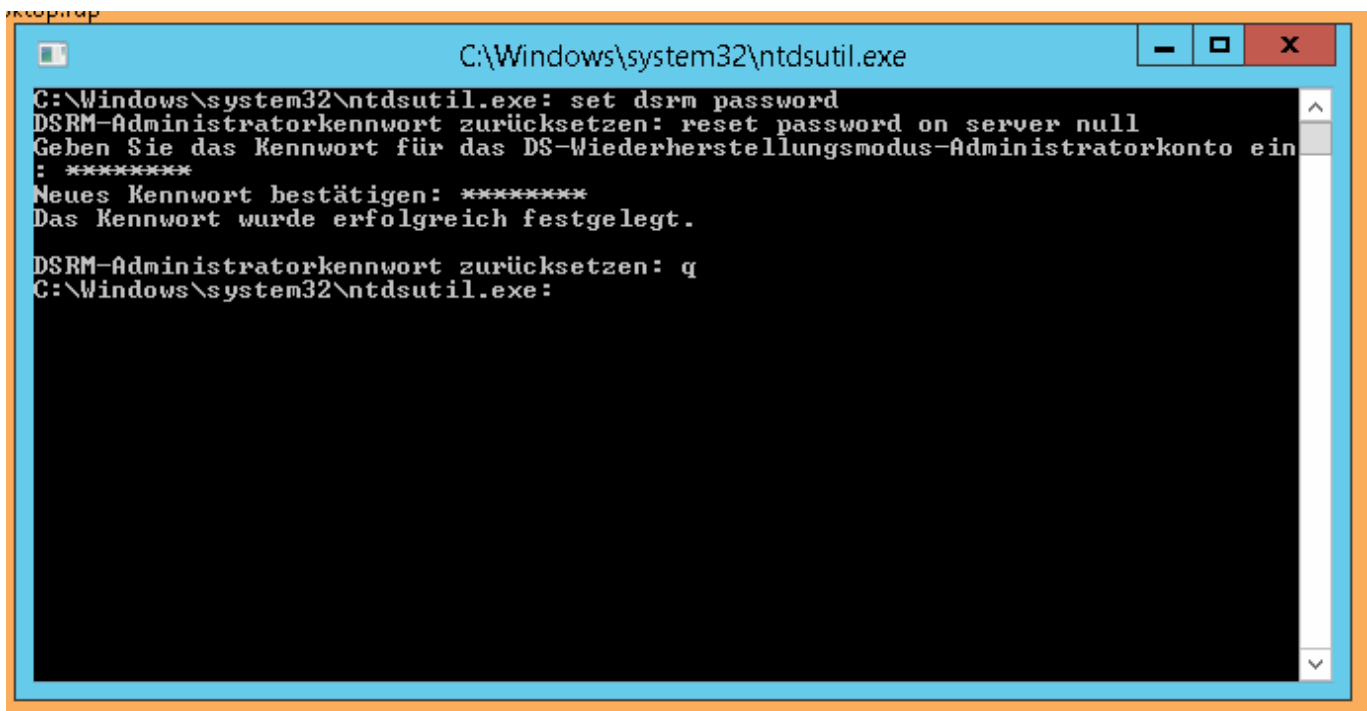 C:\Windows\system32\ntdsutil.exe
C:\Windows\system32\ntdsutil.exe: set dsrm password
DSRM-Administratorkennwort zurücksetzen: reset password on server null
Geben Sie das Kennwort für das DS-Wiederherstellungsmodus-Administratorkonto ein
: ********
Neues Kennwort bestätigen: ********
Das Kennwort wurde erfolgreich festgelegt.
DSRM-Administratorkennwort zurücksetzen: q
C:\Windows\system32\ntdsutil.exe: